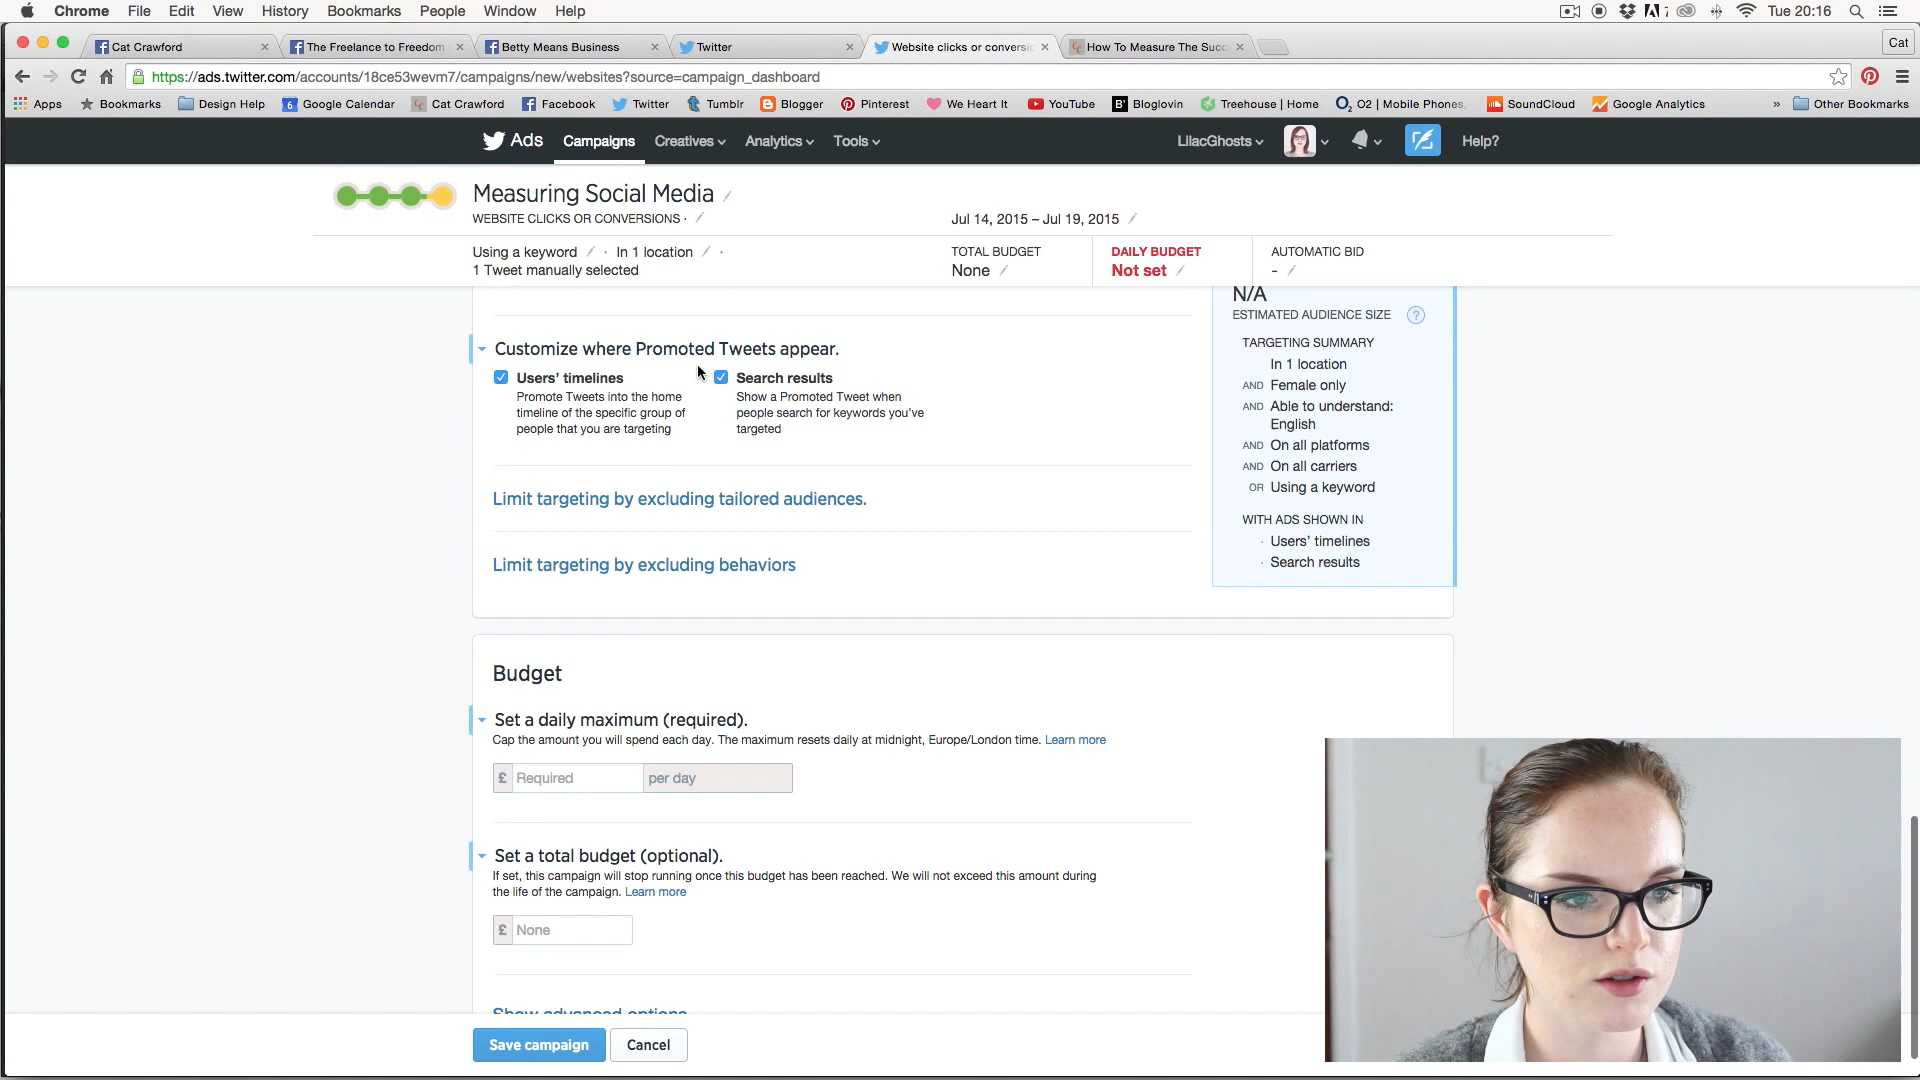 Chrome File Edit View History Bookmarks People Window Help
7 Tue 20:16
Cat Crawford
The Freelance to Freedom
Betty Means Business
Twitter
Website clicks or conversi
How To Measure The Succ
Cat
https://ads.twitter.com/accounts/18ce53wevm7/campaigns/new/websites?source=campaign_dashboard
Apps Bookmarks Design Help Google Calendar Cat Crawford Facebook Twitter Tumblr Blogger Pinterest We Heart It YouTube Bloglovin Treehouse | Home O2 | Mobile Phones, SoundCloud Google Analytics » Other Bookmarks
Ads Campaigns Creatives Analytics Tools LilacGhosts Help?
Measuring Social Media
WEBSITE CLICKS OR CONVERSIONS ·
Jul 14, 2015 – Jul 19, 2015
Using a keyword · In 1 location ·
1 Tweet manually selected
TOTAL BUDGET
None
DAILY BUDGET
Not set
AUTOMATIC BID
-
N/A
ESTIMATED AUDIENCE SIZE ?
TARGETING SUMMARY
In 1 location
AND Female only
AND Able to understand:
English
AND On all platforms
AND On all carriers
OR Using a keyword
WITH ADS SHOWN IN
· Users' timelines
· Search results
Customize where Promoted Tweets appear.
Users' timelines
Promote Tweets into the home
timeline of the specific group of
people that you are targeting
Search results
Show a Promoted Tweet when
people search for keywords you've
targeted
Limit targeting by excluding tailored audiences.
Limit targeting by excluding behaviors
Budget
Set a daily maximum (required).
Cap the amount you will spend each day. The maximum resets daily at midnight, Europe/London time. Learn more
£ Required per day
Set a total budget (optional).
If set, this campaign will stop running once this budget has been reached. We will not exceed this amount during
the life of the campaign. Learn more
£ None
Show advanced options
Save campaign Cancel